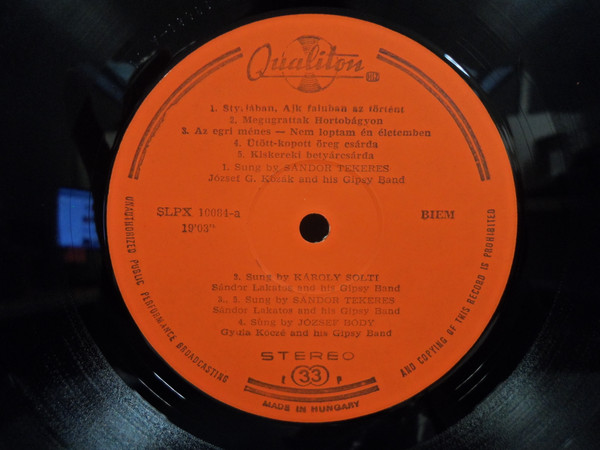 Qualiton
1. Sty. lában, Ajk faluban az történt
2. Megugrattak Hortobágyon
3. Az egri ménes — Nem loptam én életemben
4. Ütött-kopott öreg csárda
5. Kiskereki betyárcsárda
1. Sung by SÁNDOR TEKERES
József G. Kózák and his Gipsy Band
SLPX 10084-a
BIEM
19'03"
2. Sung by KÁROLY SOLTI
Sándor Lakatos and his Gipsy Band
3., 5. Sung by SÁNDOR TEKERES
Sándor Lakatos and his Gipsy Band
4. Sung by JÓZSEF BODY
Gyula Kóczé and his Gipsy Band
STEREO
E 33 P
MADE IN HUNGARY
UNAUTHORIZED PUBLIC PERFORMANCE BROADCASTING
AND COPYING OF THIS RECORD IS PROHIBITED